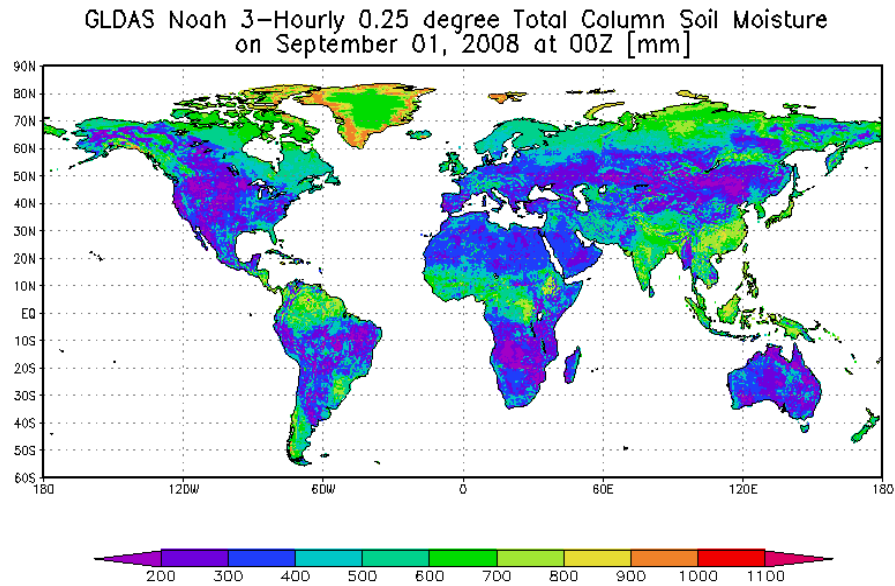 GLDAS Noah 3-Hourly 0.25 degree Total Column Soil Moisture
on September 01, 2008 at 00Z [mm]
90N
80N
70N
60N
50N
40N
30N
20N
10N
EQ
10S
20S
30S
40S
50S
60S
180 120W 60W 0 60E 120E 180
200 300 400 500 600 700 800 900 1000 1100